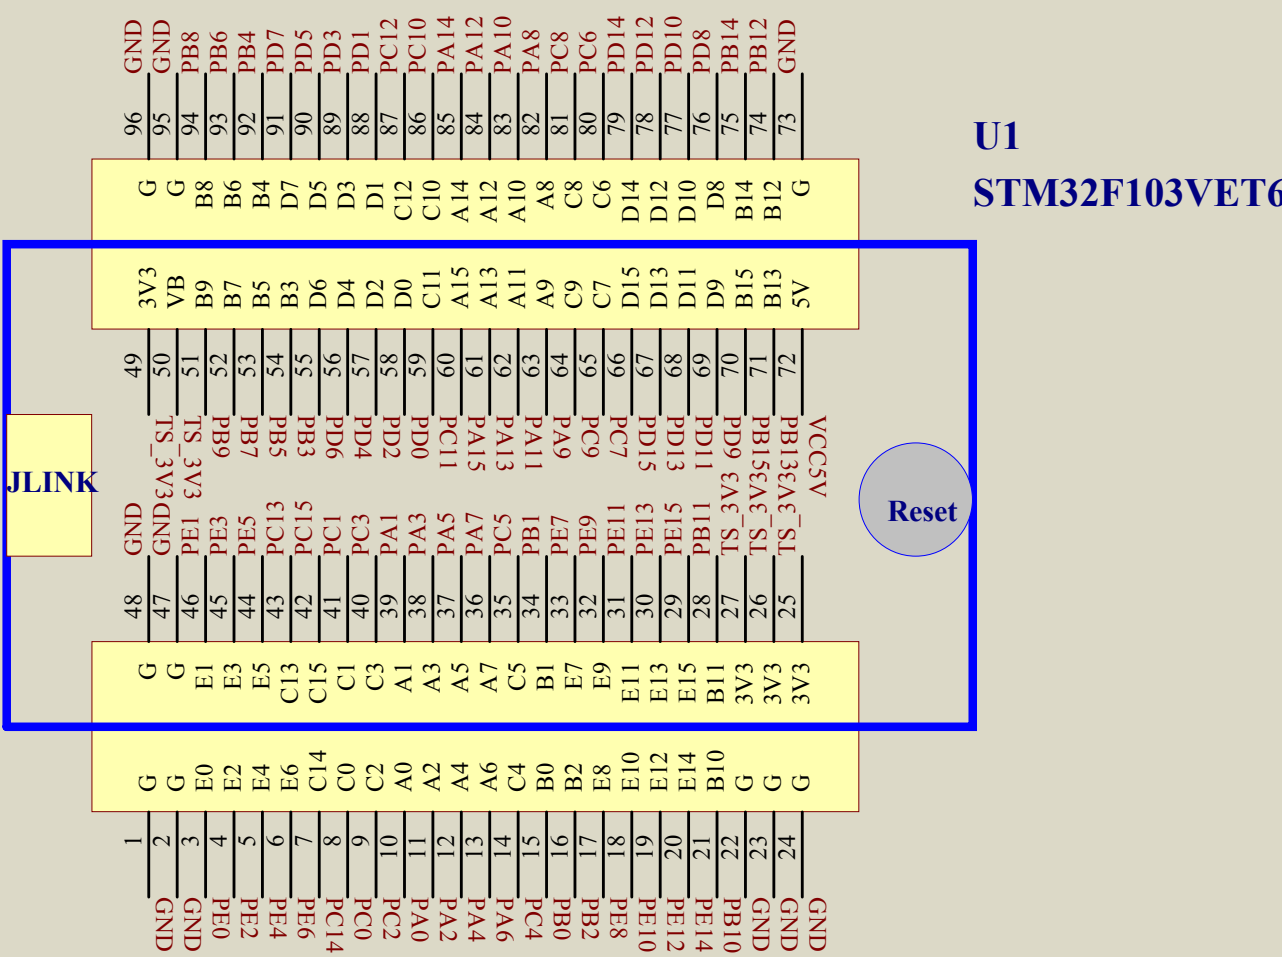 GND GND PB8 PB6 PB4 PD7 PD5 PD3 PD1 PC12 PC10 PA14 PA12 PA10 PA8 PC8 PC6 PD14 PD12 PD10 PD8 PB14 PB12 GND
96 95 94 93 92 91 90 89 88 87 86 85 84 83 82 81 80 79 78 77 76 75 74 73
U1
STM32F103VET6
G G B8 B6 B4 D7 D5 D3 D1 C12 C10 A14 A12 A10 A8 C8 C6 D14 D12 D10 D8 B14 B12 G
3V3 VB B9 B7 B5 B3 D6 D4 D2 D0 C11 A15 A13 A11 A9 C9 C7 D15 D13 D11 D9 B15 B13 5V
49 50 51 52 53 54 55 56 57 58 59 60 61 62 63 64 65 66 67 68 69 70 71 72
TS_3V3 TS_3V3 PB9 PB7 PB5 PB3 PD6 PD4 PD2 PD0 PC11 PA15 PA13 PA11 PA9 PC9 PC7 PD15 PD13 PD11 PD9 PB15 PB13 VCC5V
JLINK
Reset
GND GND PE1 PE3 PE5 PC13 PC15 PC1 PC3 PA1 PA3 PA5 PA7 PC5 PB1 PE7 PE9 PE11 PE13 PE15 PB11 TS_3V3 TS_3V3 TS_3V3
48 47 46 45 44 43 42 41 40 39 38 37 36 35 34 33 32 31 30 29 28 27 26 25
G G E1 E3 E5 C13 C15 C1 C3 A1 A3 A5 A7 C5 B1 E7 E9 E11 E13 E15 B11 3V3 3V3 3V3
G G E0 E2 E4 E6 C14 C0 C2 A0 A2 A4 A6 C4 B0 B2 E8 E10 E12 E14 B10 G G G
1 2 3 4 5 6 7 8 9 10 11 12 13 14 15 16 17 18 19 20 21 22 23 24
GND GND PE0 PE2 PE4 PE6 PC14 PC0 PC2 PA0 PA2 PA4 PA6 PC4 PB0 PB2 PE8 PE10 PE12 PE14 PB10 GND GND GND